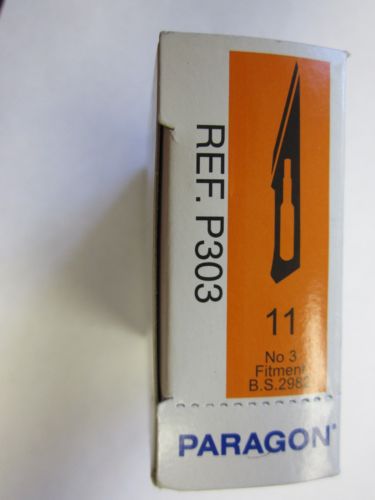 REF. P303
11
No 3
Fitment
B.S.2982
PARAGON